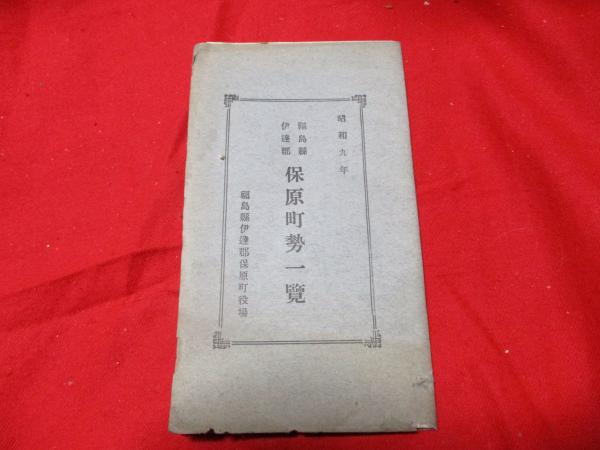 昭和九年
福島縣
伊達郡
保原町勢一覽
福島縣伊達郡保原町役場